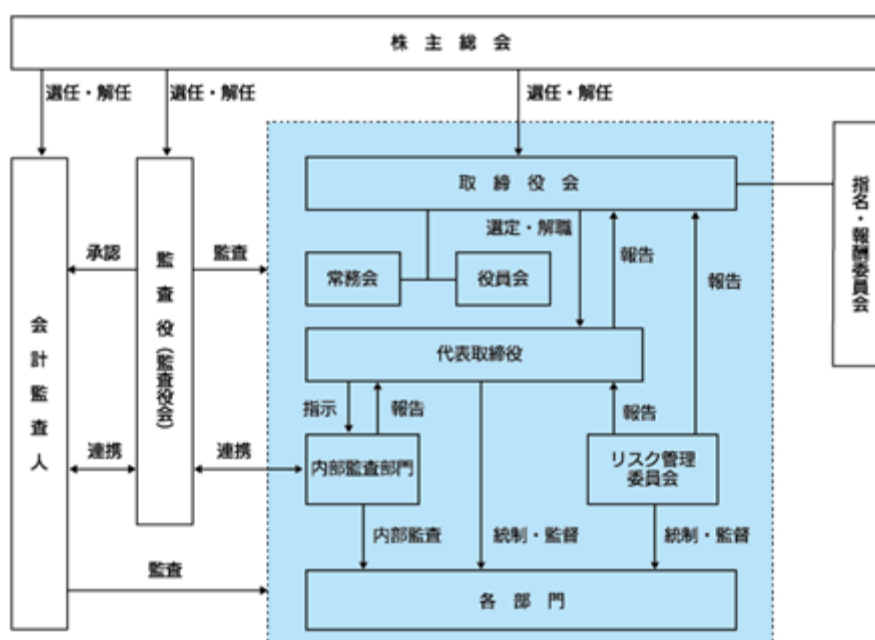 株主総会
選任・解任
選任・解任
選任・解任
取締役会
指名・報酬委員会
選定・解職
報告
報告
承認
監査
監査役（監査役会）
会計監査人
常務会
役員会
代表取締役
指示
報告
報告
連携
連携
内部監査部門
リスク管理
委員会
内部監査
統制・監督
統制・監督
監査
各部門